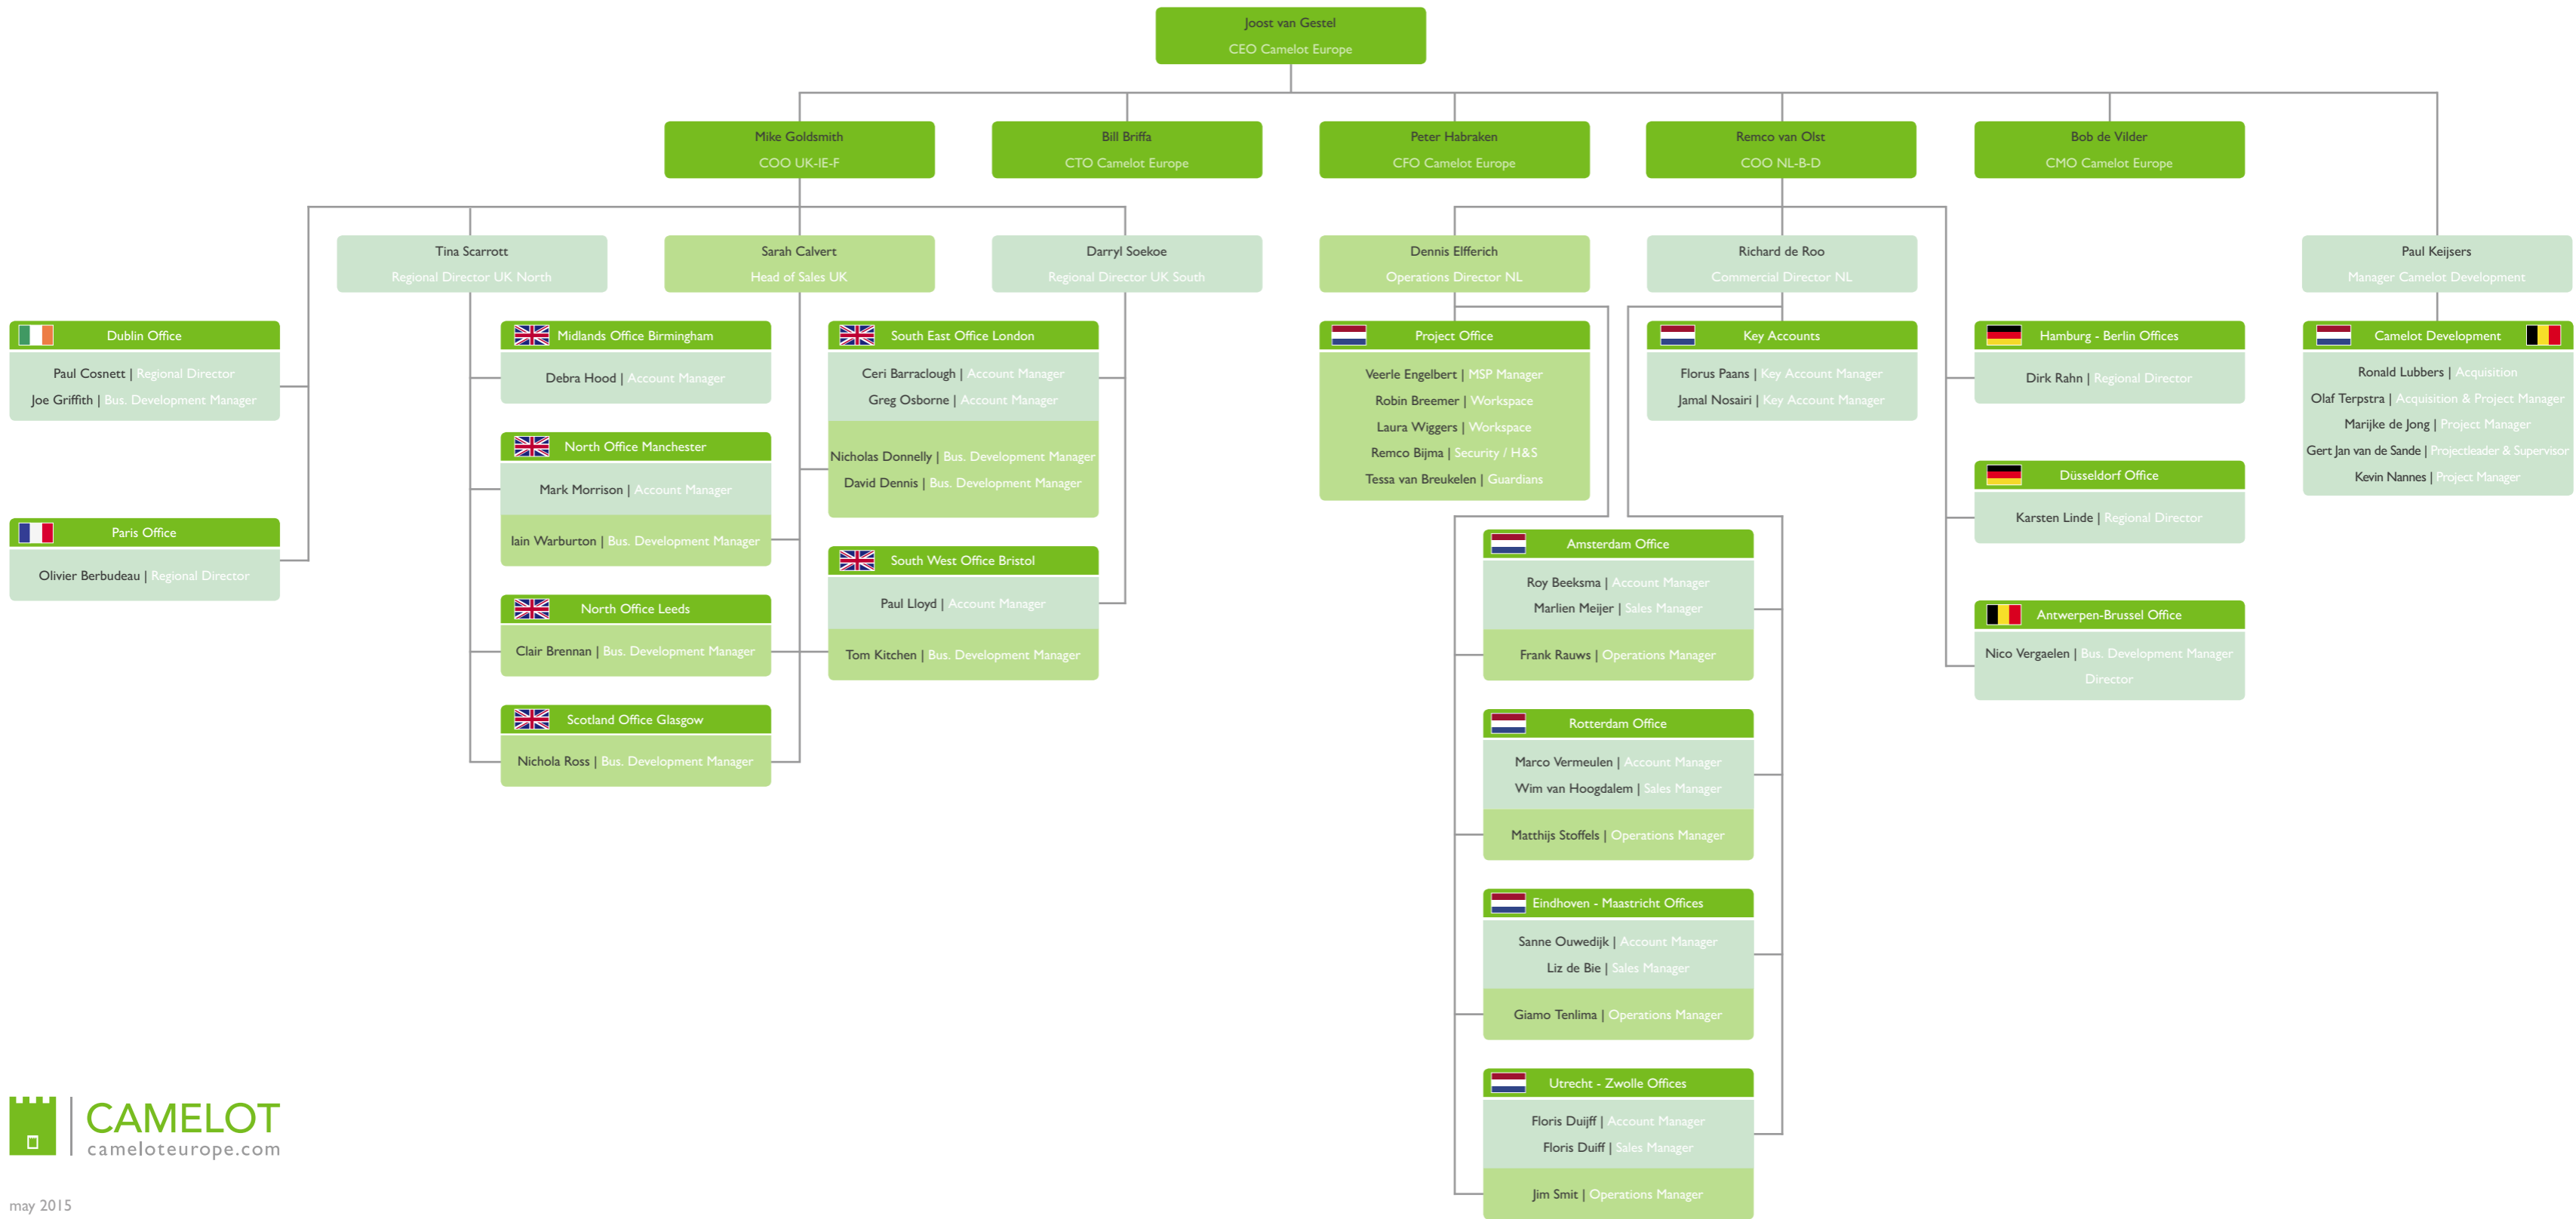 Joost van Gestel
CEO Camelot Europe
Mike Goldsmith
COO UK-IE-F
Bill Briffa
CTO Camelot Europe
Peter Habraken
CFO Camelot Europe
Remco van Olst
COO NL-B-D
Bob de Vilder
CMO Camelot Europe
Tina Scarrott
Regional Director UK North
Sarah Calvert
Head of Sales UK
Darryl Soekoe
Regional Director UK South
Dennis Elfferich
Operations Director NL
Richard de Roo
Commercial Director NL
Paul Keijsers
Manager Camelot Development
Dublin Office
Paul Cosnett | Regional Director
Joe Griffith | Bus. Development Manager
Paris Office
Olivier Berbudeau | Regional Director
Midlands Office Birmingham
Debra Hood | Account Manager
North Office Manchester
Mark Morrison | Account Manager
Iain Warburton | Bus. Development Manager
North Office Leeds
Clair Brennan | Bus. Development Manager
Scotland Office Glasgow
Nichola Ross | Bus. Development Manager
South East Office London
Ceri Barraclough | Account Manager
Greg Osborne | Account Manager
Nicholas Donnelly | Bus. Development Manager
David Dennis | Bus. Development Manager
South West Office Bristol
Paul Lloyd | Account Manager
Tom Kitchen | Bus. Development Manager
Project Office
Veerle Engelbert | MSP Manager
Robin Breemer | Workspace
Laura Wiggers | Workspace
Remco Bijma | Security / H&S
Tessa van Breukelen | Guardians
Key Accounts
Florus Paans | Key Account Manager
Jamal Nosairi | Key Account Manager
Amsterdam Office
Roy Beeksma | Account Manager
Marlien Meijer | Sales Manager
Frank Rauws | Operations Manager
Rotterdam Office
Marco Vermeulen | Account Manager
Wim van Hoogdalem | Sales Manager
Matthijs Stoffels | Operations Manager
Eindhoven - Maastricht Offices
Sanne Ouwedijk | Account Manager
Liz de Bie | Sales Manager
Giamo Tenlima | Operations Manager
Utrecht - Zwolle Offices
Floris Duijff | Account Manager
Floris Duiff | Sales Manager
Jim Smit | Operations Manager
Hamburg - Berlin Offices
Dirk Rahn | Regional Director
Düsseldorf Office
Karsten Linde | Regional Director
Antwerpen-Brussel Office
Nico Vergaelen | Bus. Development Manager
Director
Camelot Development
Ronald Lubbers | Acquisition
Olaf Terpstra | Acquisition & Project Manager
Marijke de Jong | Project Manager
Gert Jan van de Sande | Projectleader & Supervisor
Kevin Nannes | Project Manager
CAMELOT
cameloteurope.com
may 2015